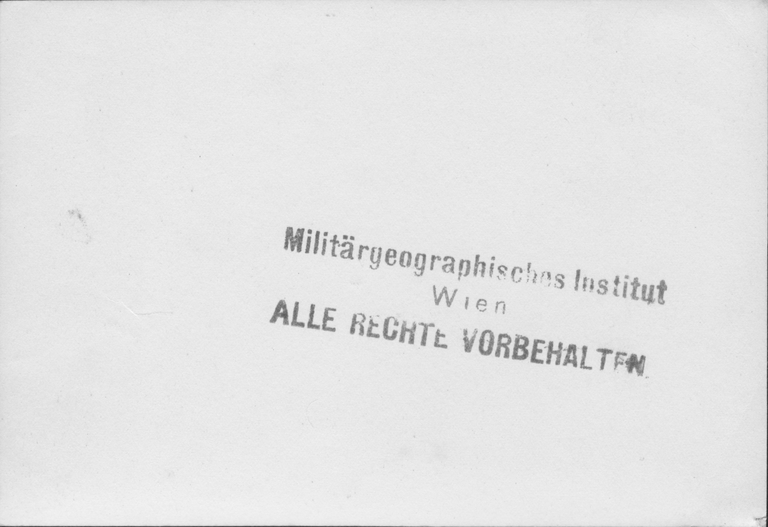 Militärgeographisches Institut
Wien
ALLE RECHTE VORBEHALTEN